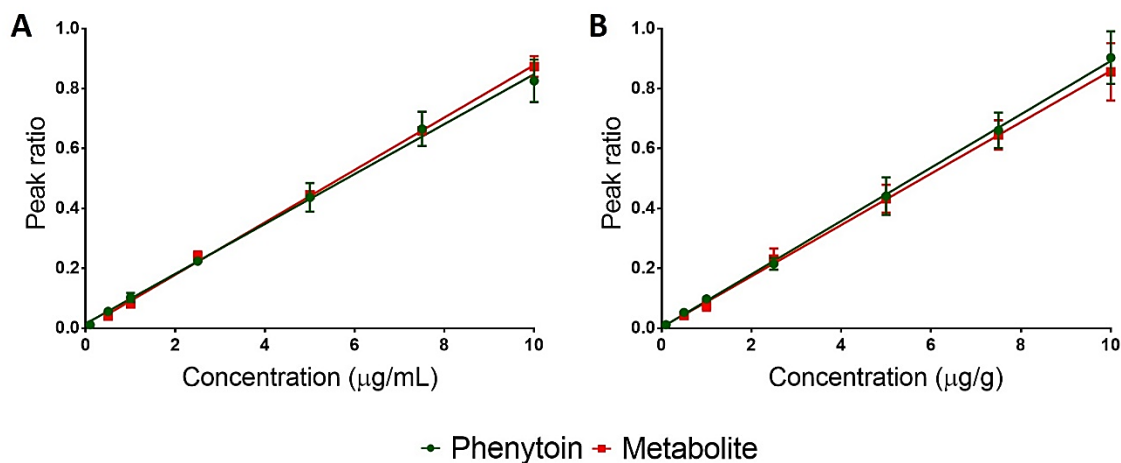 A
1.0
0.8
0.6
0.4
0.2
0.0
Peak ratio
0 2 4 6 8 10
Concentration (μg/mL)
B
1.0
0.8
0.6
0.4
0.2
0.0
Peak ratio
0 2 4 6 8 10
Concentration (μg/g)
Phenytoin Metabolite